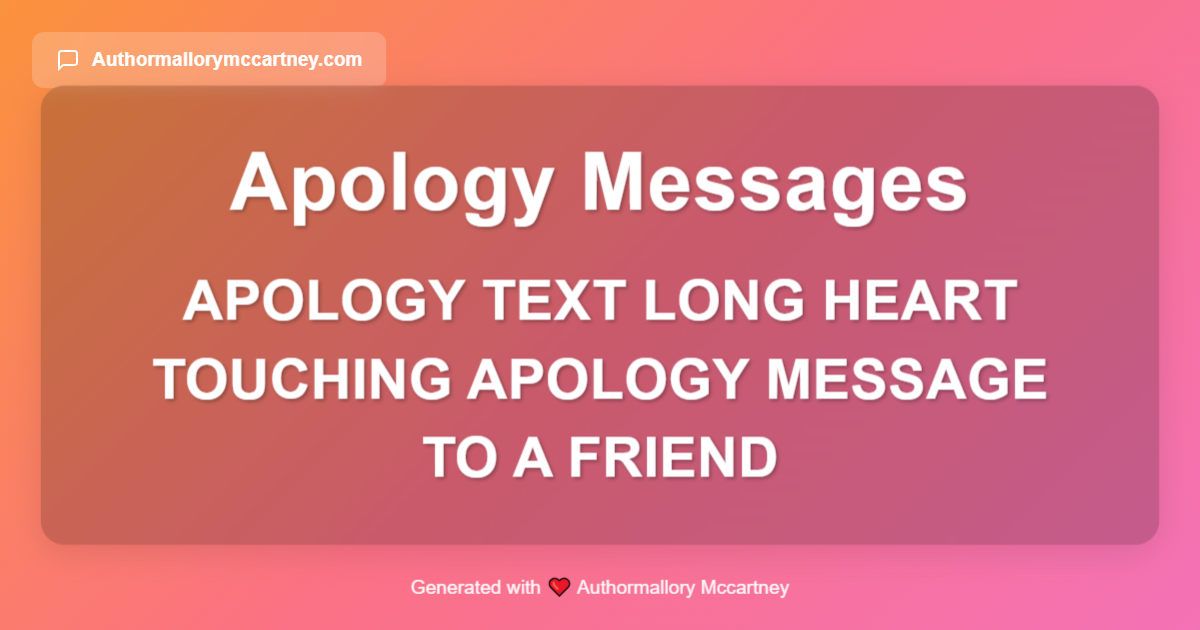 Authormallorymccartney.com
Apology Messages
APOLOGY TEXT LONG HEART
TOUCHING APOLOGY MESSAGE
TO A FRIEND
Generated with ❤️ Authormallory Mccartney